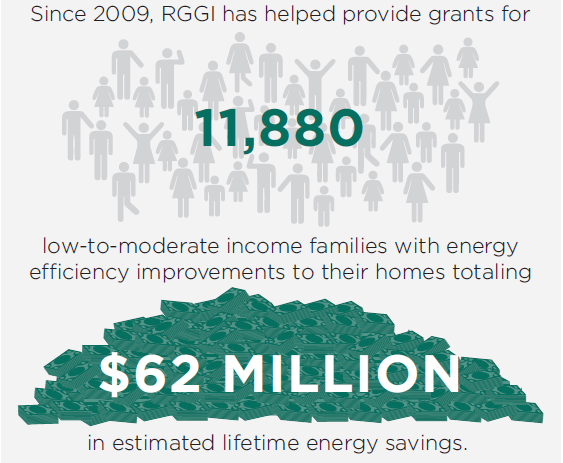 Since 2009, RGGI has helped provide grants for
11,880
low-to-moderate income families with energy
efficiency improvements to their homes totaling
$62 MILLION
in estimated lifetime energy savings.